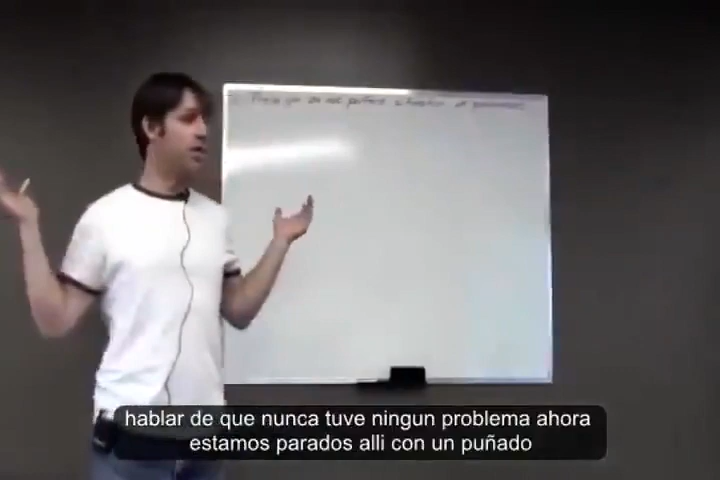 hablar de que nunca tuve ningun problema ahora
estamos parados alli con un puñado